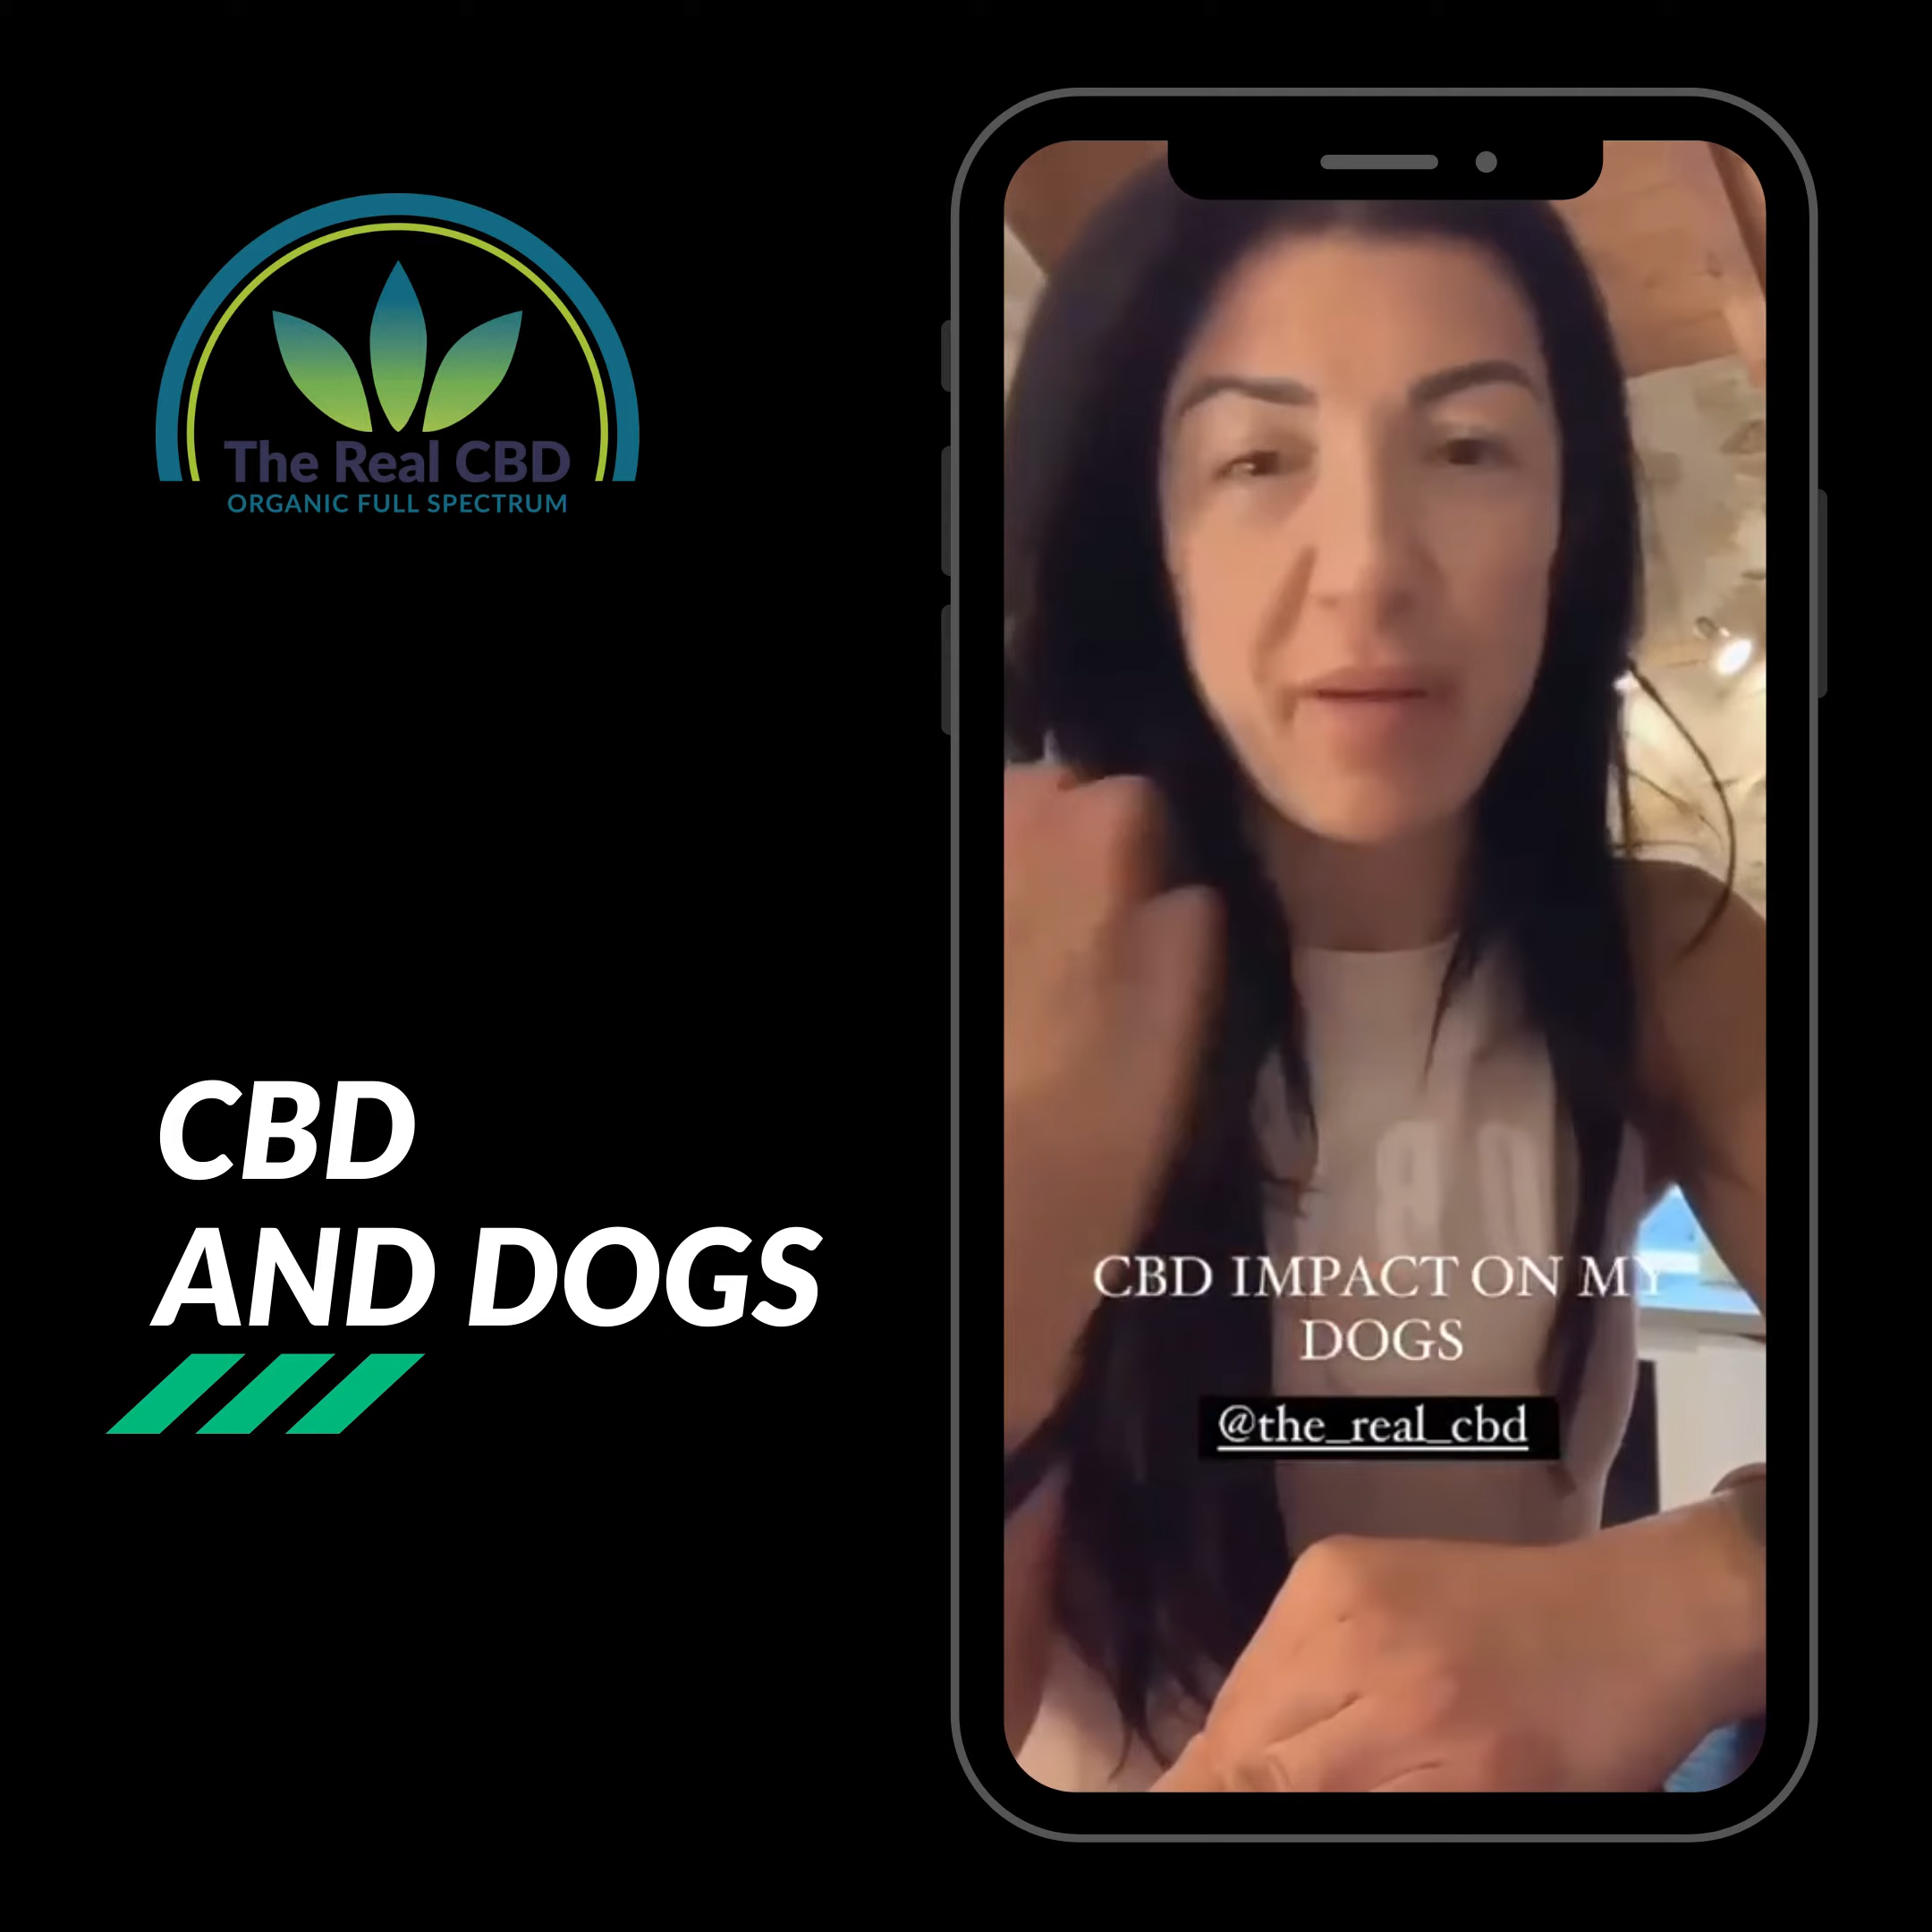 The Real CBD
ORGANIC FULL SPECTRUM
CBD
AND DOGS
CBD IMPACT ON MY
DOGS
@the_real_cbd